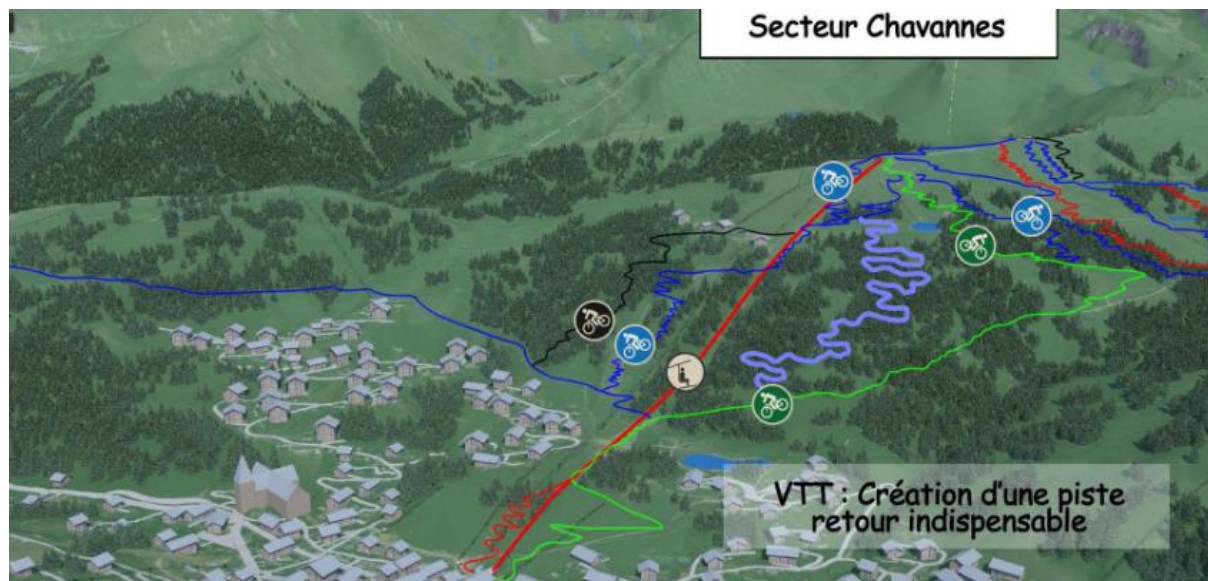 Secteur Chavannes
VTT : Création d'une piste
retour indispensable